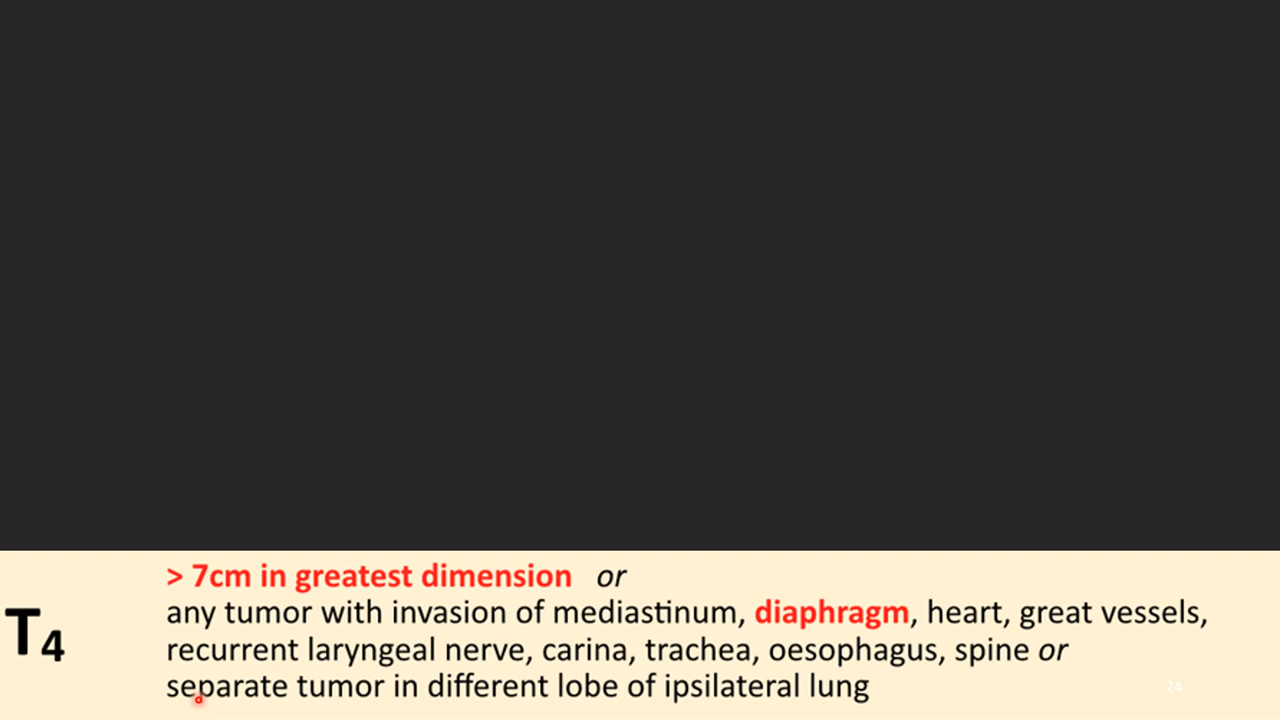 > 7cm in greatest dimension or
any tumor with invasion of mediastinum, diaphragm, heart, great vessels,
T4
recurrent laryngeal nerve, carina, trachea, oesophagus, spine or
separate tumor in different lobe of ipsilateral lung
24